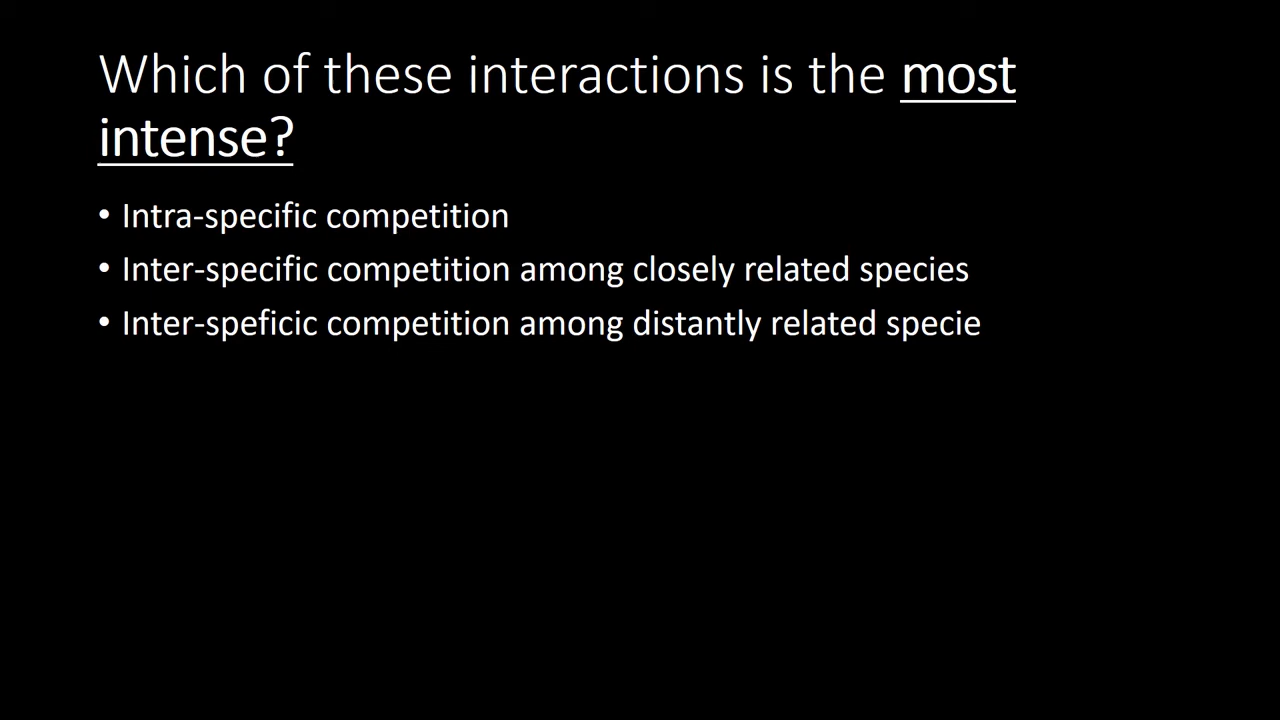 Which of these interactions is the most
intense?
• Intra-specific competition
• Inter-specific competition among closely related species
• Inter-speficic competition among distantly related specie